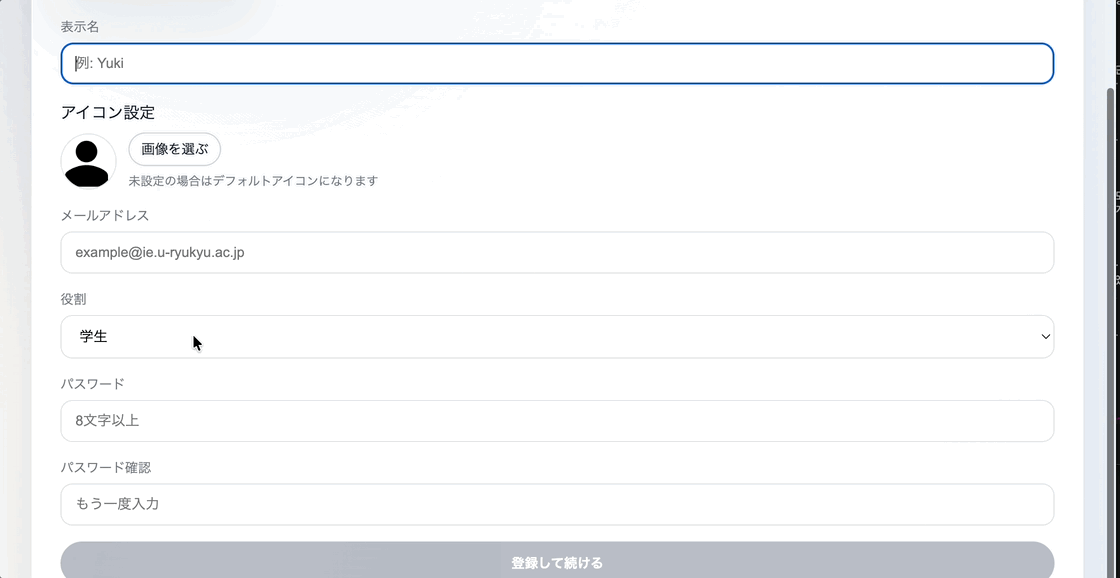 表示名
例: Yuki
アイコン設定
画像を選ぶ
未設定の場合はデフォルトアイコンになります
メールアドレス
example@ie.u-ryukyu.ac.jp
役割
学生
パスワード
8文字以上
パスワード確認
もう一度入力
登録して続ける